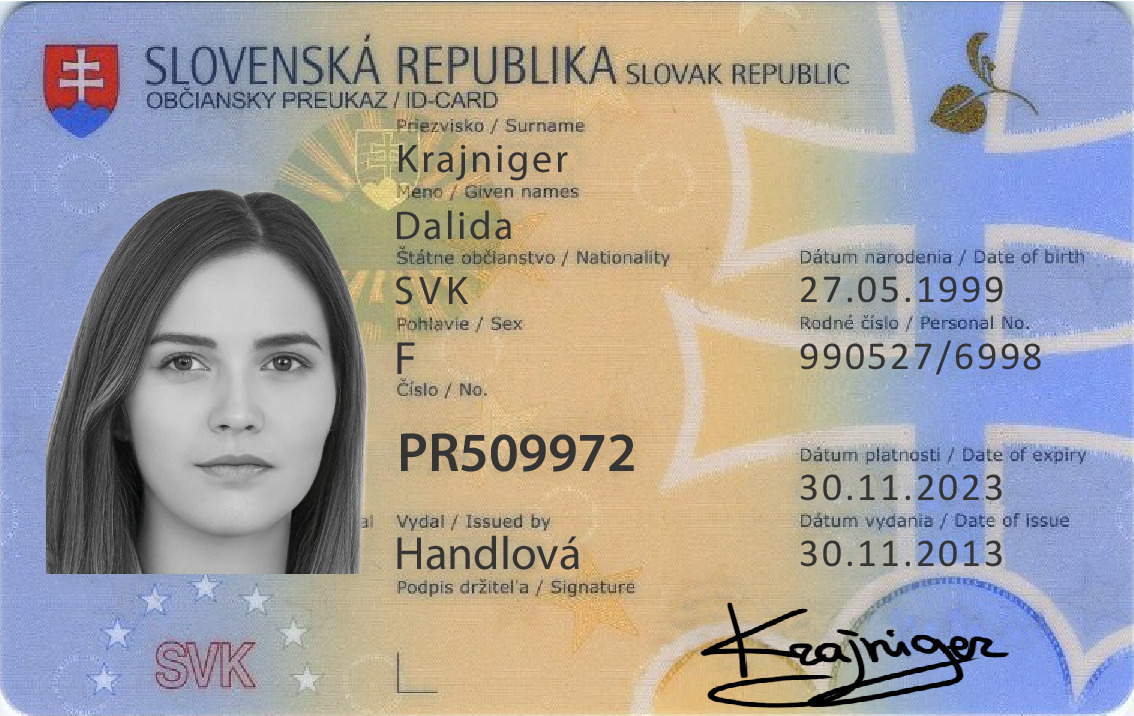 SLOVENSKÁ REPUBLIKA SLOVAK REPUBLIC
OBČIANSKY PREUKAZ / ID-CARD
Priezvisko / Surname
Krajniger
Meno / Given names
Dalida
Štátne občianstvo / Nationality
SVK
Dátum narodenia / Date of birth
27.05.1999
Pohlavie / Sex
F
Rodné číslo / Personal No.
990527/6998
Číslo / No.
PR509972
Dátum platnosti / Date of expiry
30.11.2023
Vydal / Issued by
Handlová
Dátum vydania / Date of issue
30.11.2013
Podpis držiteľa / Signature
Krajniger
SVK